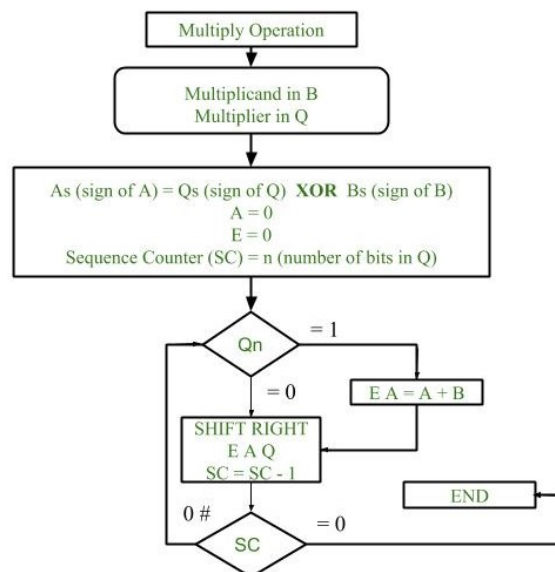 Multiply Operation
Multiplicand in B
Multiplier in Q
As (sign of A) = Qs (sign of Q) XOR Bs (sign of B)
A = 0
E = 0
Sequence Counter (SC) = n (number of bits in Q)
= 1
Qn
E A = A + B
= 0
SHIFT RIGHT
E A Q
SC = SC - 1
END
0 #
= 0
SC